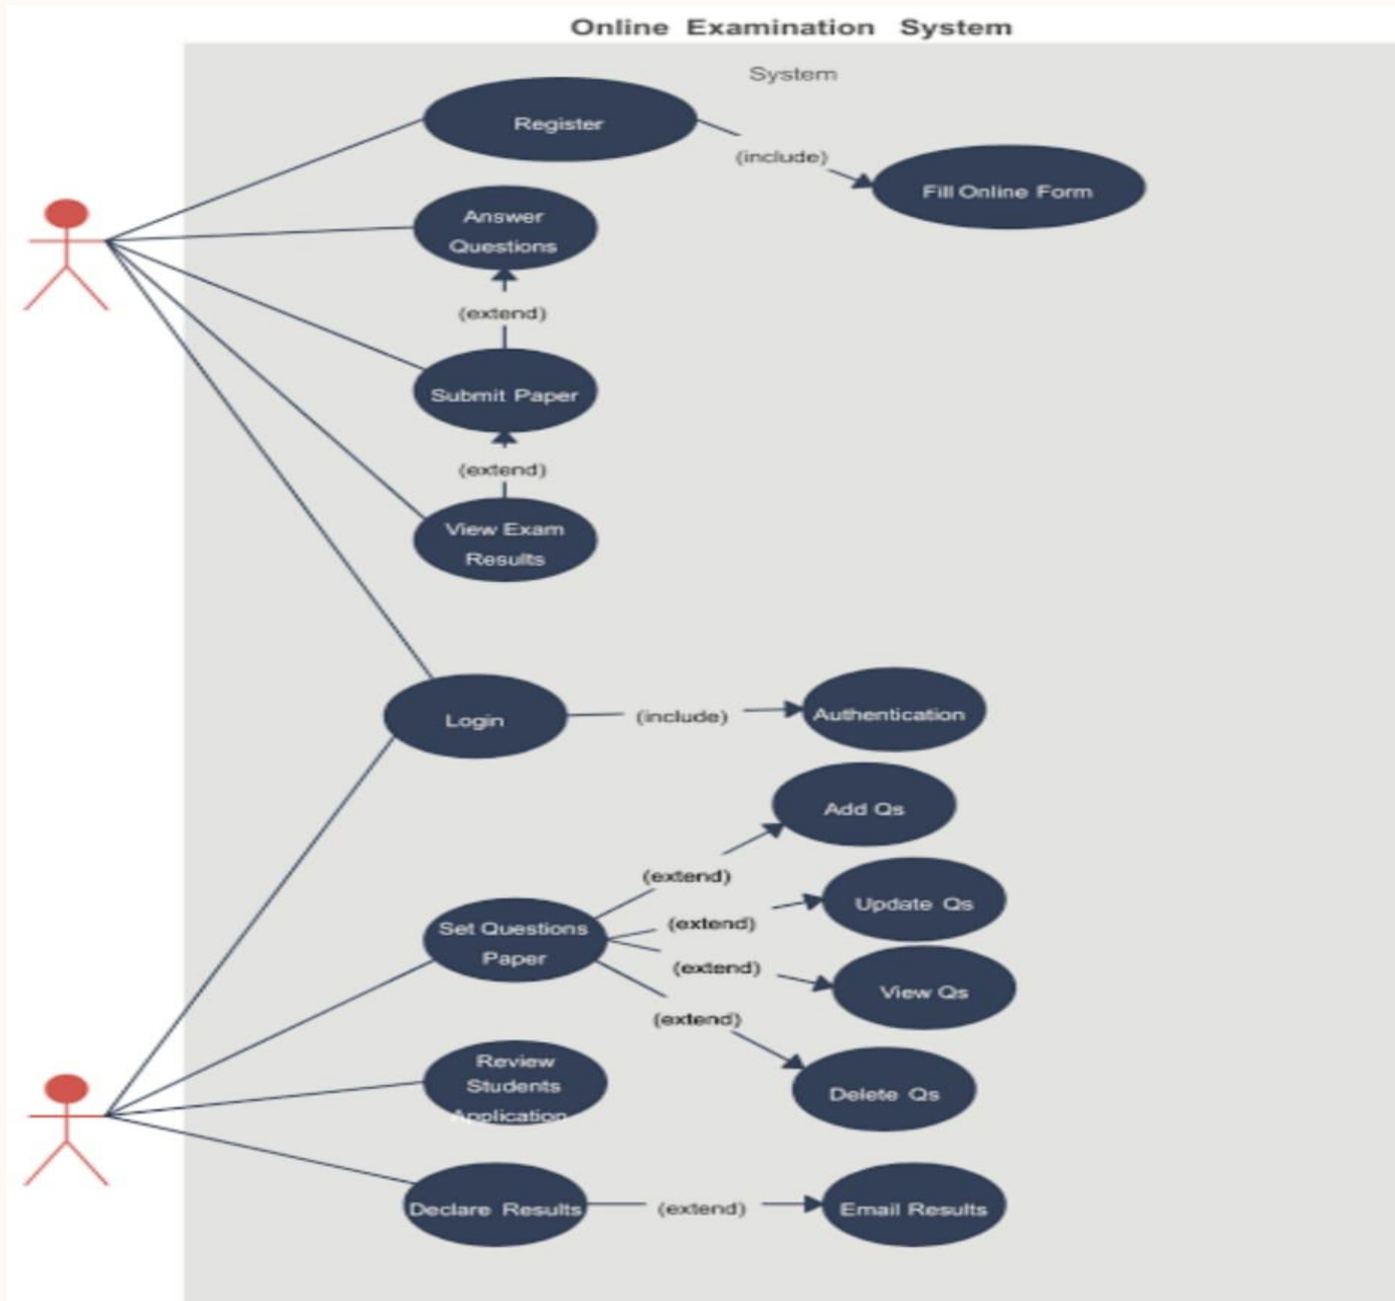 Online Examination System
System
Register
(include)
Fill Online Form
Answer
Questions
(extend)
Submit Paper
(extend)
View Exam
Results
Login
(include)
Authentication
Add Qs
(extend)
Update Qs
(extend)
Set Questions
Paper
(extend)
View Qs
(extend)
Delete Qs
Review
Students
Application
Declare Results
(extend)
Email Results